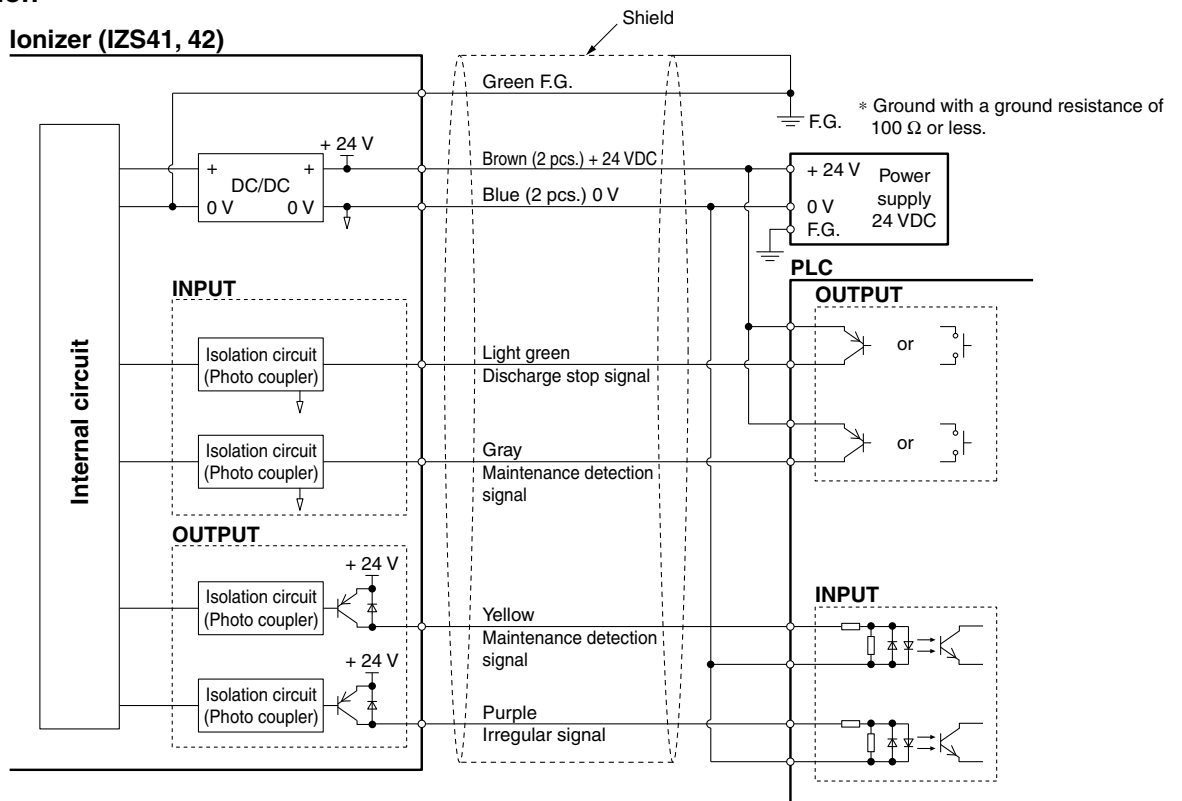 Ionizer (IZS41, 42)
Shield
Green F.G.
F.G.
* Ground with a ground resistance of
100 Ω or less.
+ 24 V
+ +
DC/DC
0 V 0 V
Brown (2 pcs.) + 24 VDC
Blue (2 pcs.) 0 V
+ 24 V
0 V
F.G.
Power
supply
24 VDC
PLC
Internal circuit
INPUT
Isolation circuit
(Photo coupler)
Light green
Discharge stop signal
Isolation circuit
(Photo coupler)
Gray
Maintenance detection
signal
OUTPUT
or
or
OUTPUT
+ 24 V
Isolation circuit
(Photo coupler)
Yellow
Maintenance detection
signal
+ 24 V
Isolation circuit
(Photo coupler)
Purple
Irregular signal
INPUT